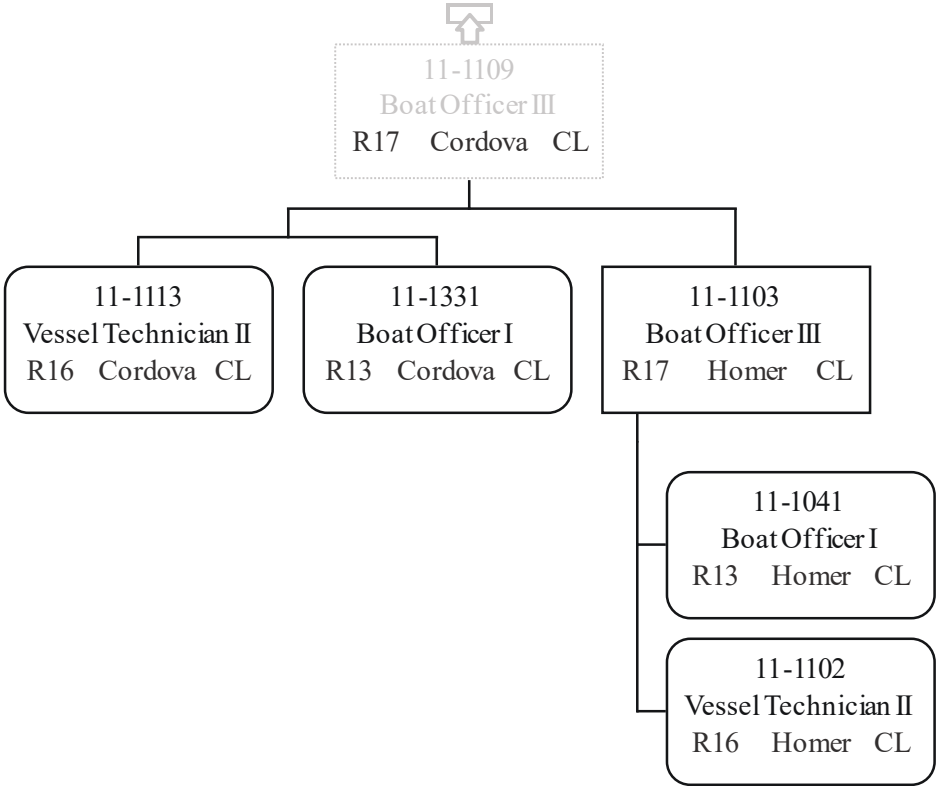 11-1109
Boat Officer III
R17 Cordova CL
11-1113
Vessel Technician II
R16 Cordova CL
11-1331
Boat Officer I
R13 Cordova CL
11-1103
Boat Officer III
R17 Homer CL
11-1041
Boat Officer I
R13 Homer CL
11-1102
Vessel Technician II
R16 Homer CL